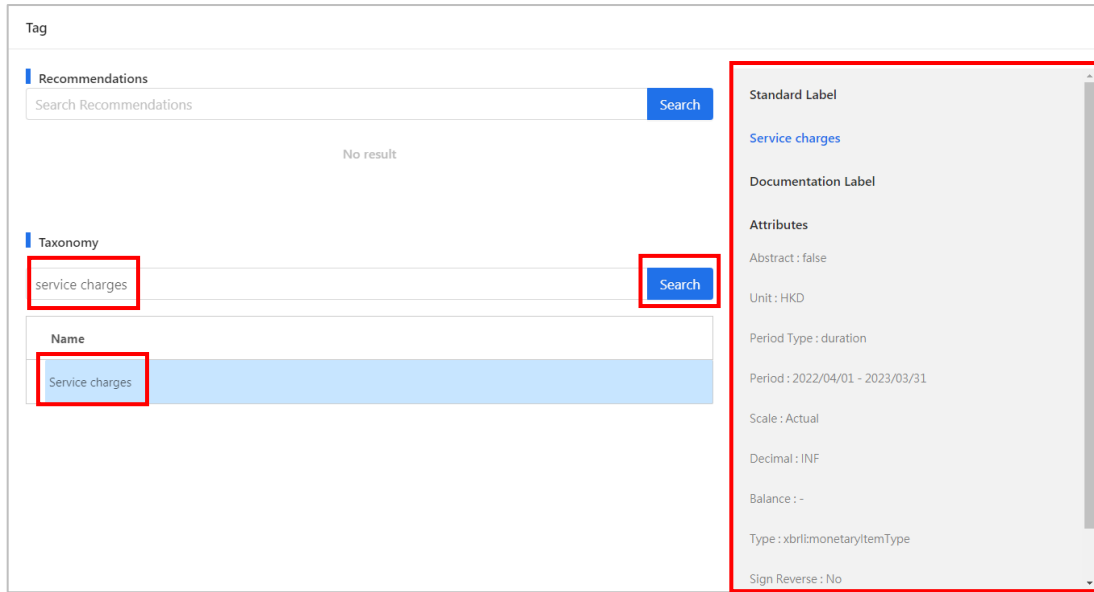 Tag
Recommendations
Search Recommendations
Search
No result
Taxonomy
service charges
Search
Name
Service charges
Standard Label
Service charges
Documentation Label
Attributes
Abstract : false
Unit : HKD
Period Type : duration
Period : 2022/04/01 - 2023/03/31
Scale : Actual
Decimal : INF
Balance : -
Type : xbrli:monetaryItemType
Sign Reverse : No